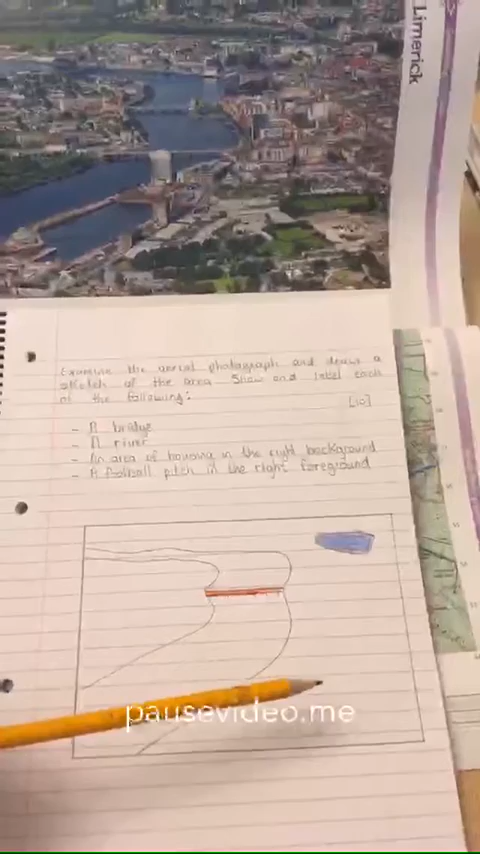 Limerick
Examine the aerial photograph and draw a
sketch of the area. Show and label each
of the following:
[10]
- A bridge
- A river
- An area of housing in the right background
- A football pitch in the right foreground
pausevideo.me